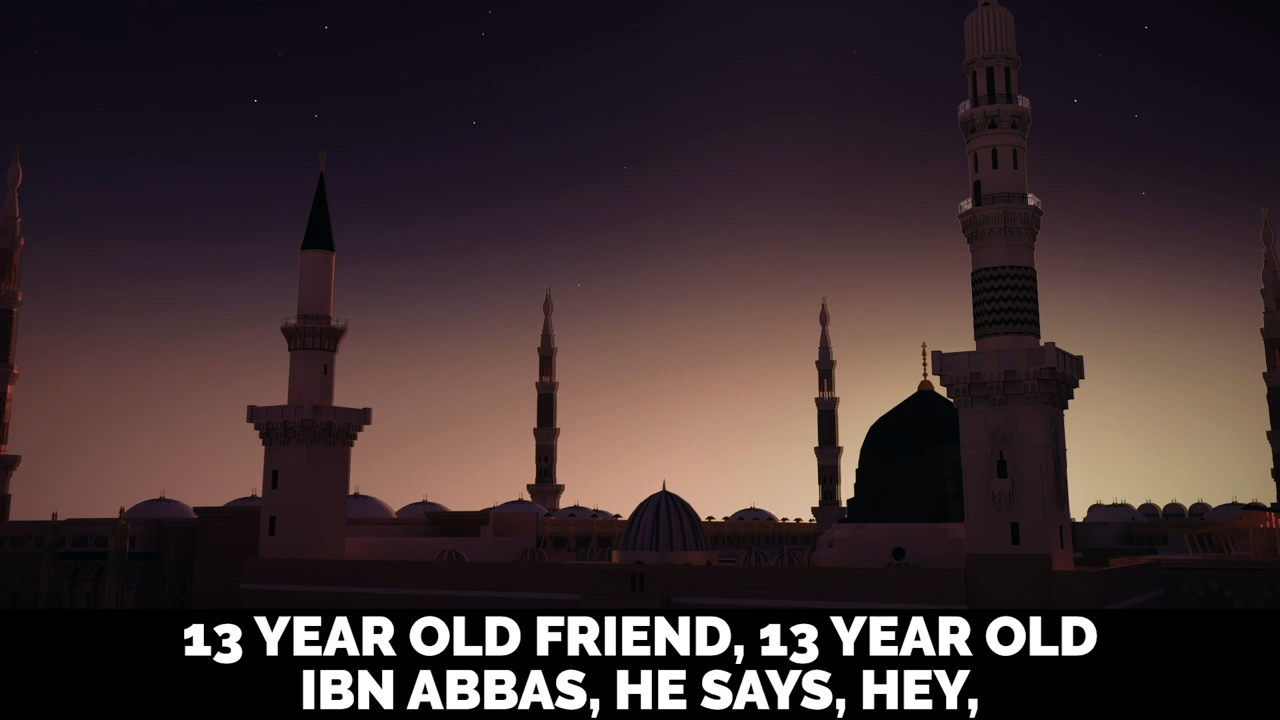 13 YEAR OLD FRIEND, 13 YEAR OLD
IBN ABBAS, HE SAYS, HEY,